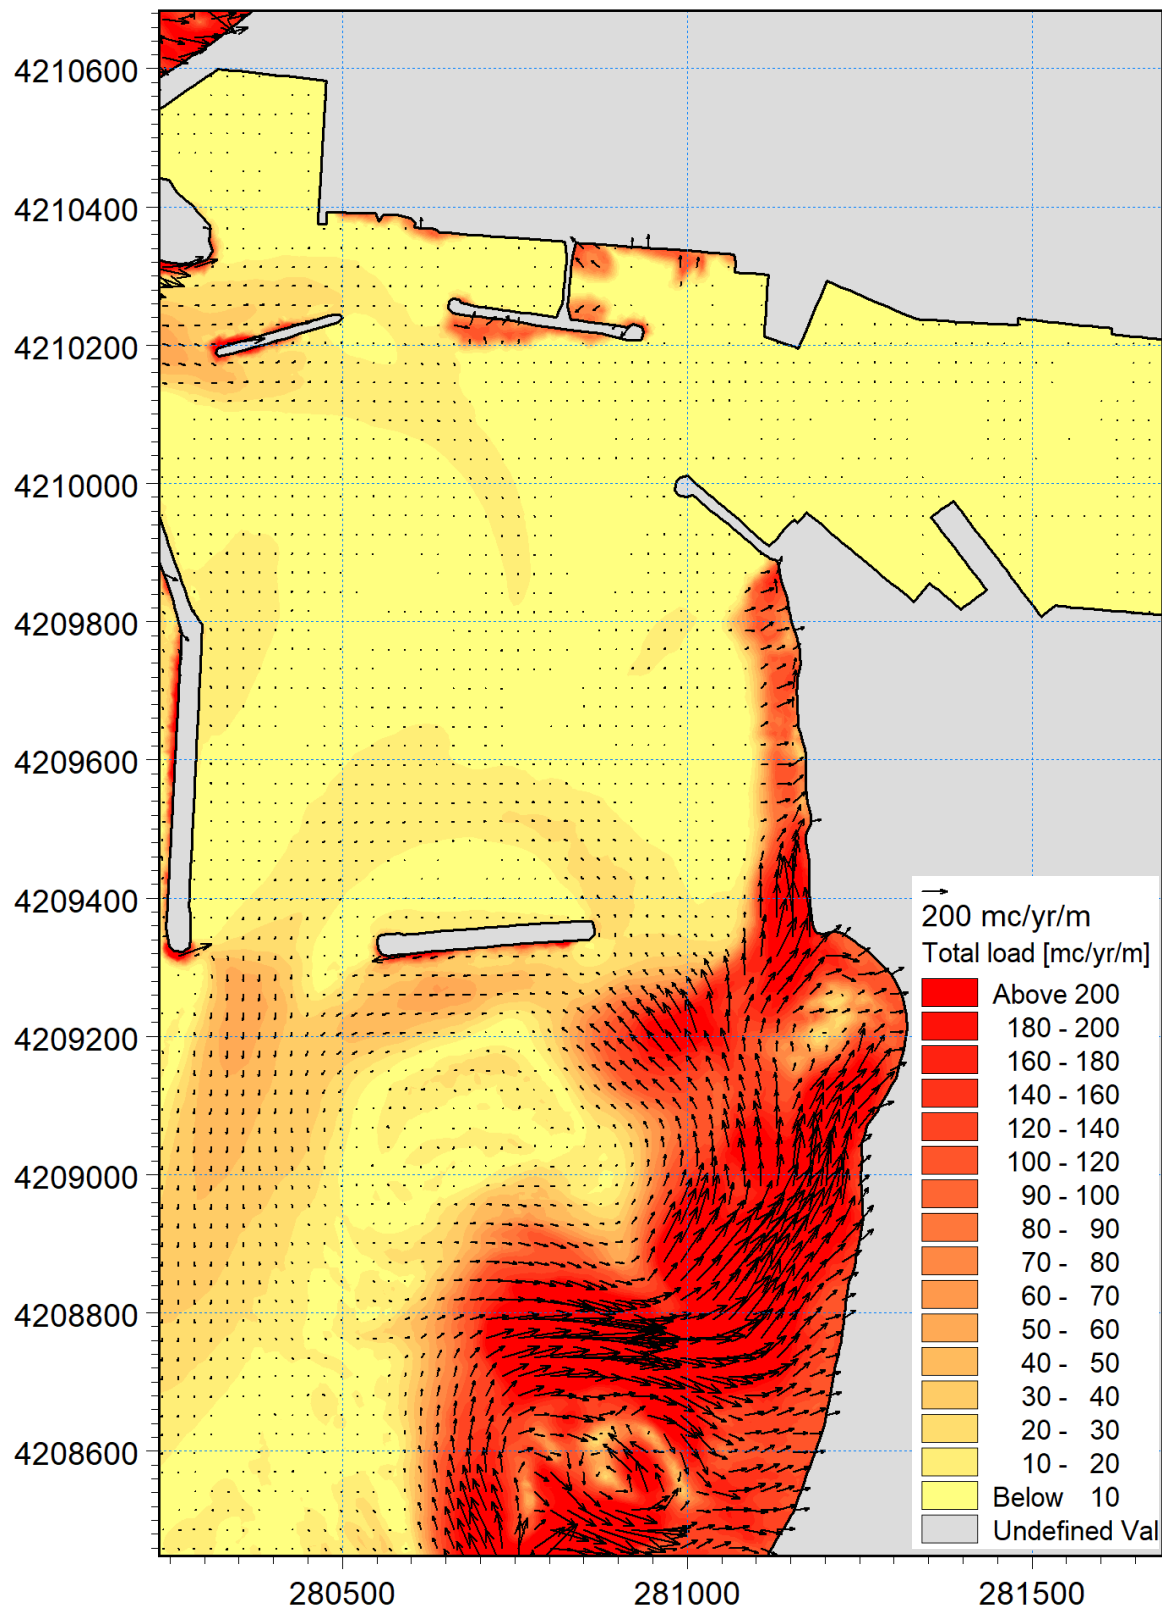 4210600
4210400
4210200
4210000
4209800
4209600
4209400
4209200
4209000
4208800
4208600
280500
281000
281500
200 mc/yr/m
Total load [mc/yr/m]
Above 200
180 - 200
160 - 180
140 - 160
120 - 140
100 - 120
90 - 100
80 - 90
70 - 80
60 - 70
50 - 60
40 - 50
30 - 40
20 - 30
10 - 20
Below 10
Undefined Val